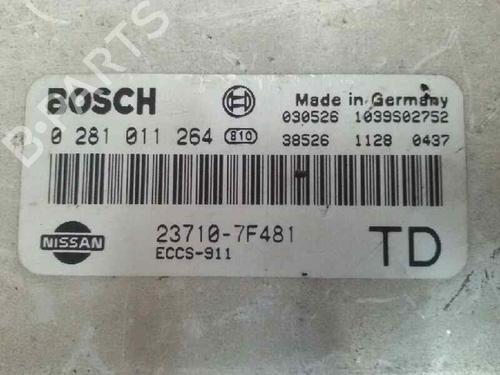 B-PARTS
BOSCH
Made in Germany
030526 1039S02752
0 281 011 264 810
38526 1128 0437
NISSAN
23710-7F481
ECCS-911
TD